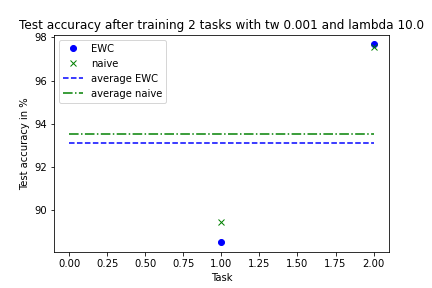 Test accuracy after training 2 tasks with tw 0.001 and lambda 10.0
98
96
94
92
90
Test accuracy in %
EWC
naive
average EWC
average naive
0.00 0.25 0.50 0.75 1.00 1.25 1.50 1.75 2.00
Task